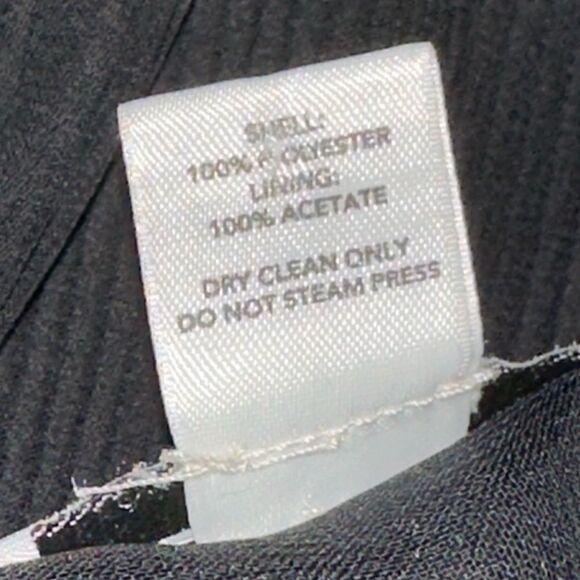 SHELL:
100% POLYESTER
LINING:
100% ACETATE
DRY CLEAN ONLY
DO NOT STEAM PRESS